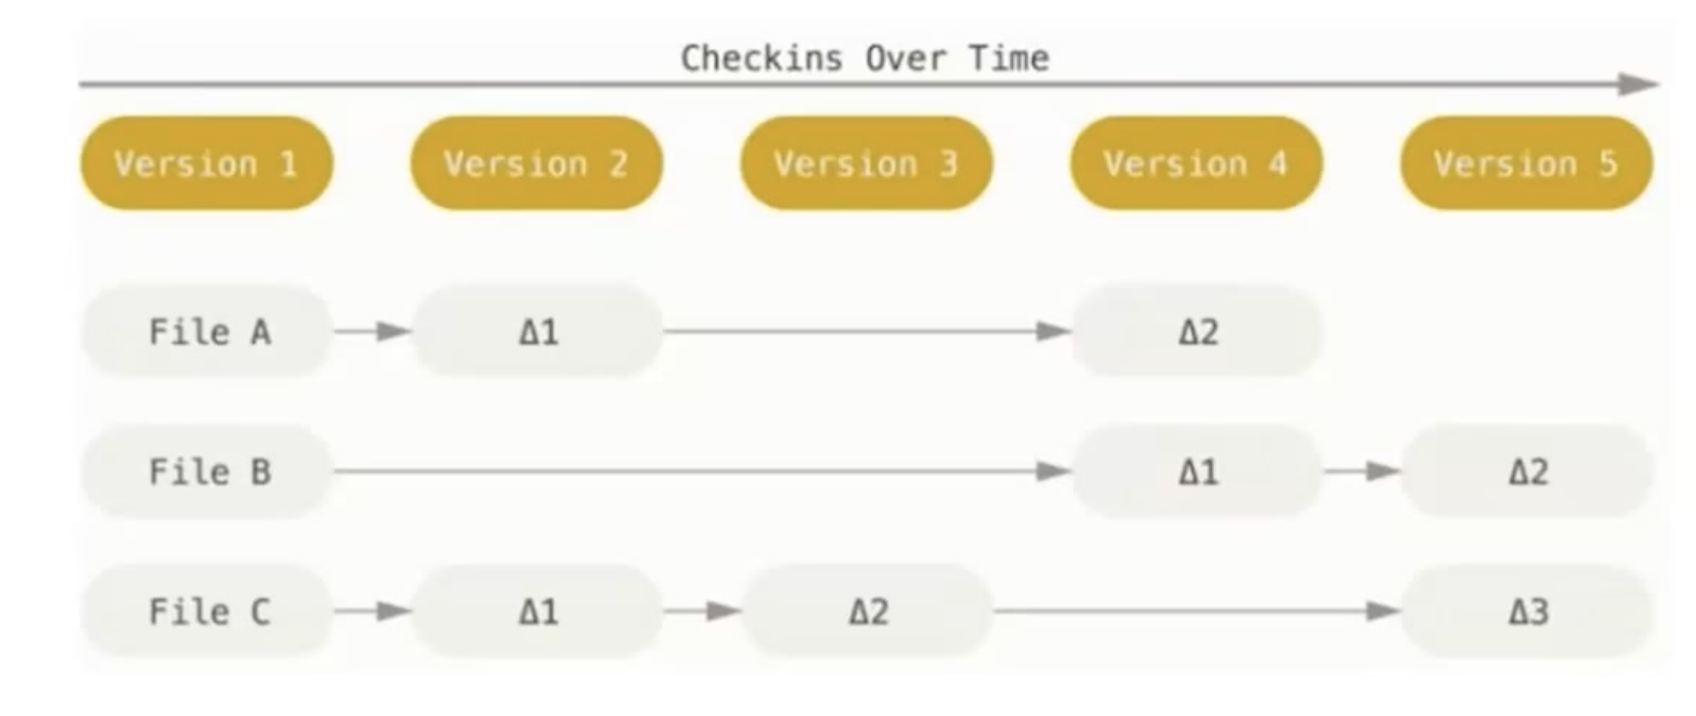 Checkins Over Time
Version 1 Version 2 Version 3 Version 4 Version 5
File A Δ1 Δ2
File B Δ1 Δ2
File C Δ1 Δ2 Δ3